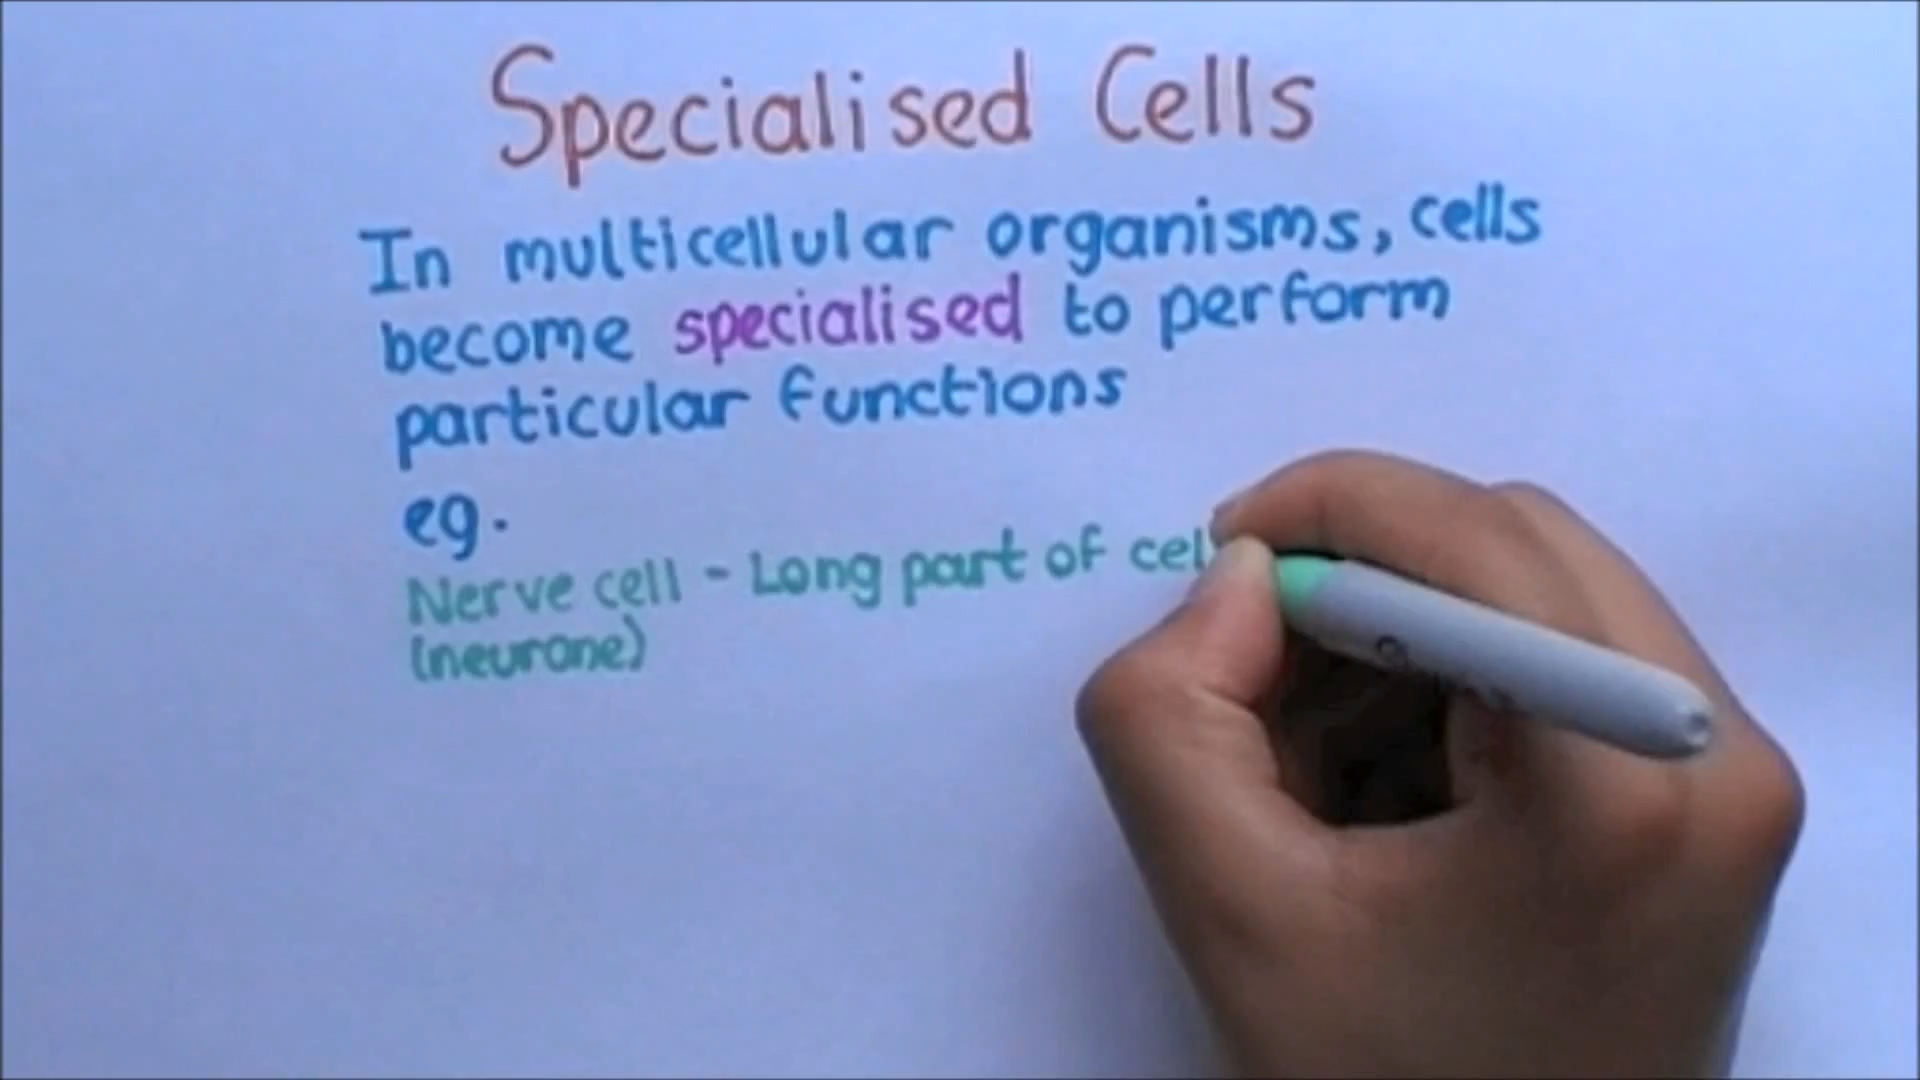 Specialised Cells
In multicellular organisms, cells
become specialised to perform
particular functions
eg.
Nerve cell - Long part of cel
(neurone)